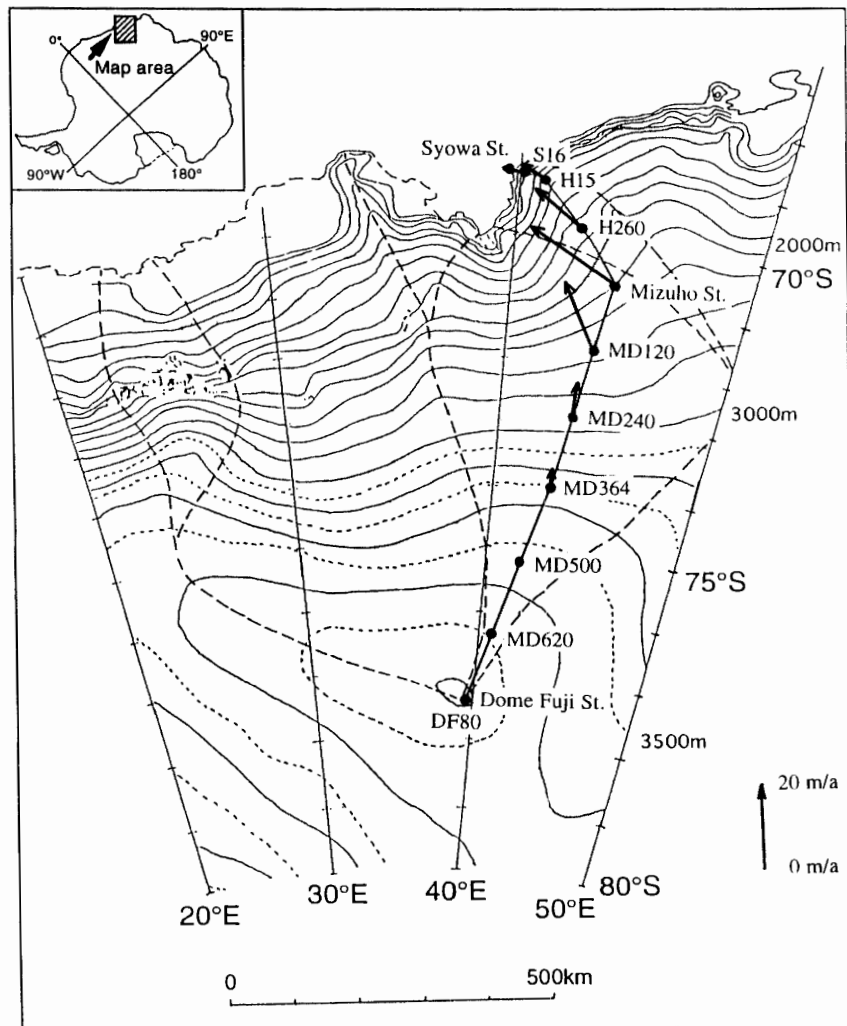 0°
90°E
Map area
90°W
180°
Syowa St.
S16
H15
H260
2000m
70°S
Mizuho St.
MD120
MD240
3000m
MD364
MD500
75°S
MD620
Dome Fuji St.
DF80
3500m
20 m/a
0 m/a
20°E
30°E
40°E
50°E
80°S
0
500km